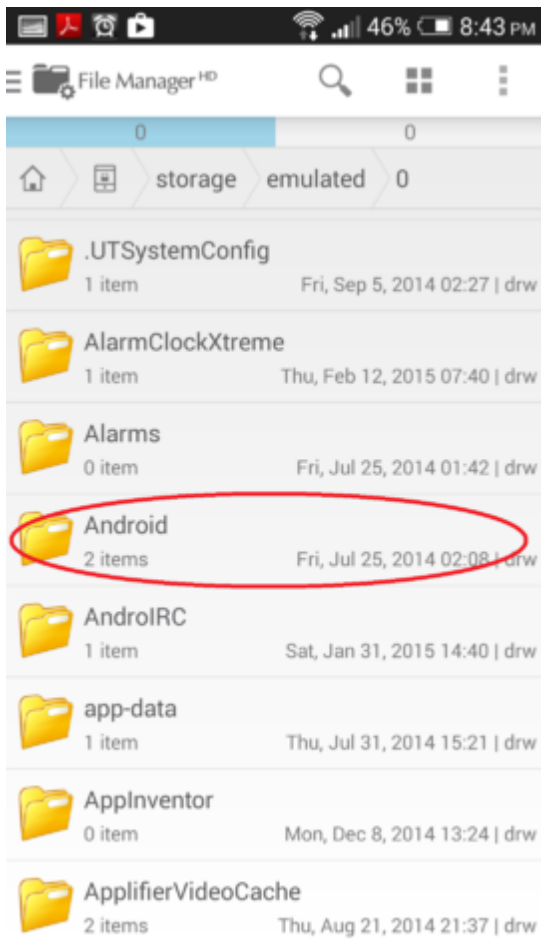 46% 8:43 PM
File Manager HD
0 0
storage emulated 0
.UTSystemConfig
1 item Fri, Sep 5, 2014 02:27 | drw
AlarmClockXtreme
1 item Thu, Feb 12, 2015 07:40 | drw
Alarms
0 item Fri, Jul 25, 2014 01:42 | drw
Android
2 items Fri, Jul 25, 2014 02:08 | drw
AndroIRC
1 item Sat, Jan 31, 2015 14:40 | drw
app-data
1 item Thu, Jul 31, 2014 15:21 | drw
AppInventor
0 item Mon, Dec 8, 2014 13:24 | drw
ApplifierVideoCache
2 items Thu, Aug 21, 2014 21:37 | drw